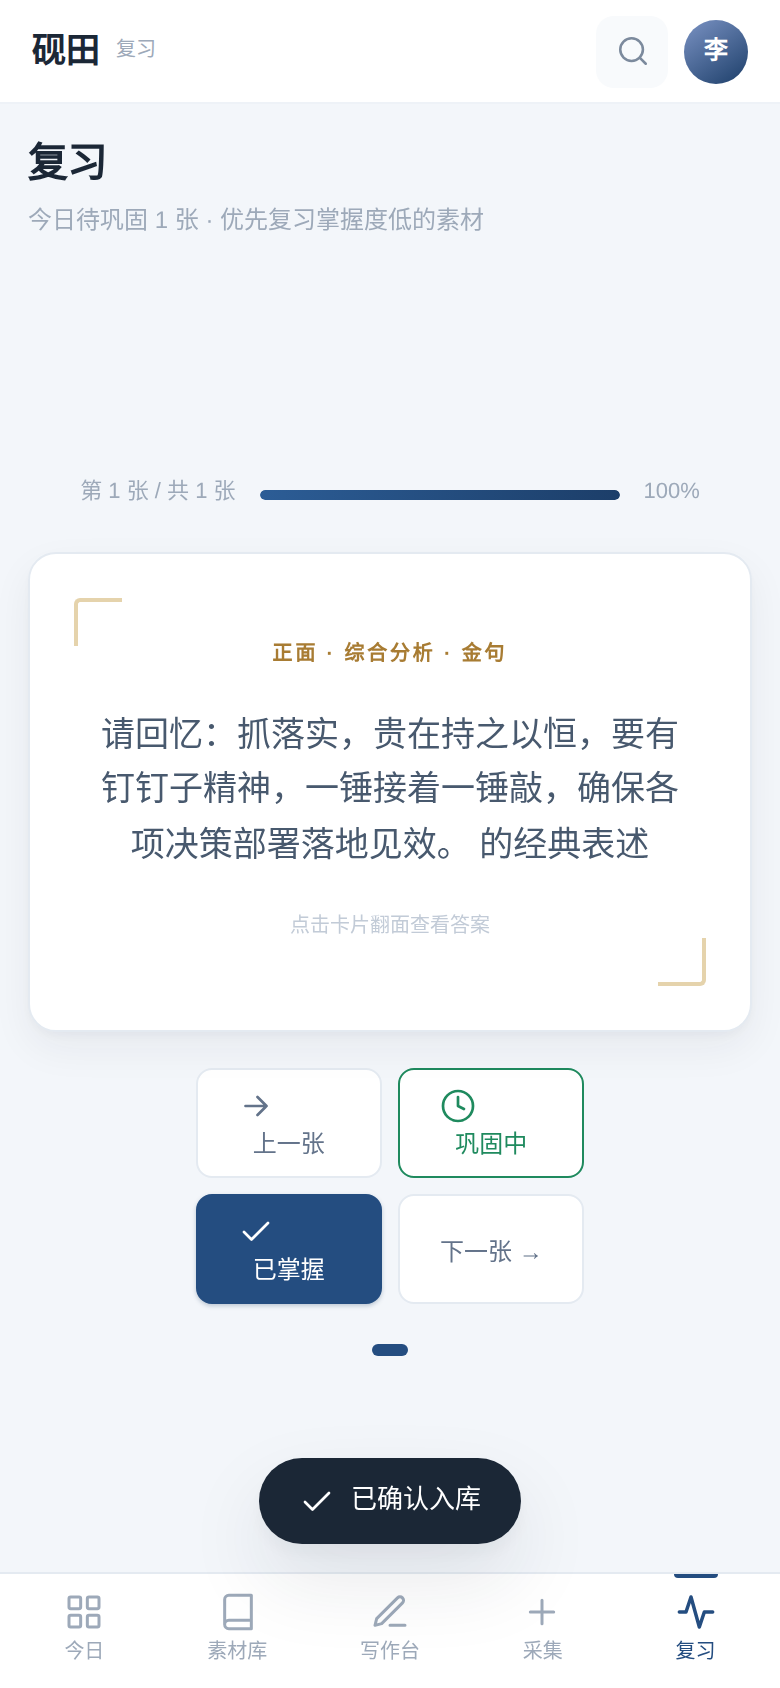 砚田 复习
李
复习
今日待巩固 1 张 · 优先复习掌握度低的素材
第 1 张 / 共 1 张
100%
正面 · 综合分析 · 金句
请回忆：抓落实，贵在持之以恒，要有
钉钉子精神，一锤接着一锤敲，确保各
项决策部署落地见效。 的经典表述
点击卡片翻面查看答案
上一张
巩固中
已掌握
下一张 →
已确认入库
今日
素材库
写作台
采集
复习